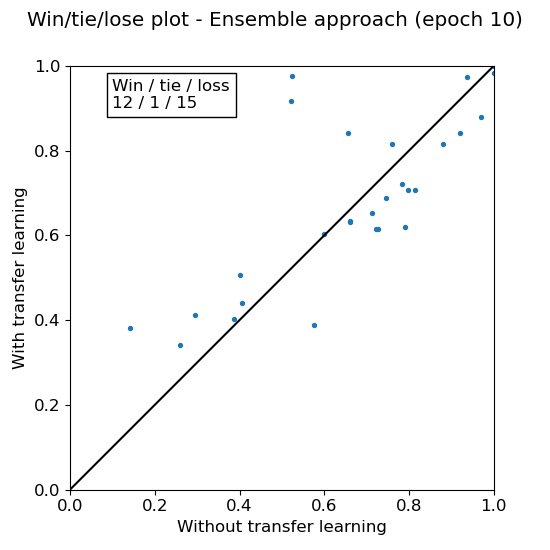 Win/tie/lose plot - Ensemble approach (epoch 10)
1.0
Win / tie / loss
12 / 1 / 15
0.8
0.6
0.4
0.2
0.0
With transfer learning
0.0 0.2 0.4 0.6 0.8 1.0
Without transfer learning